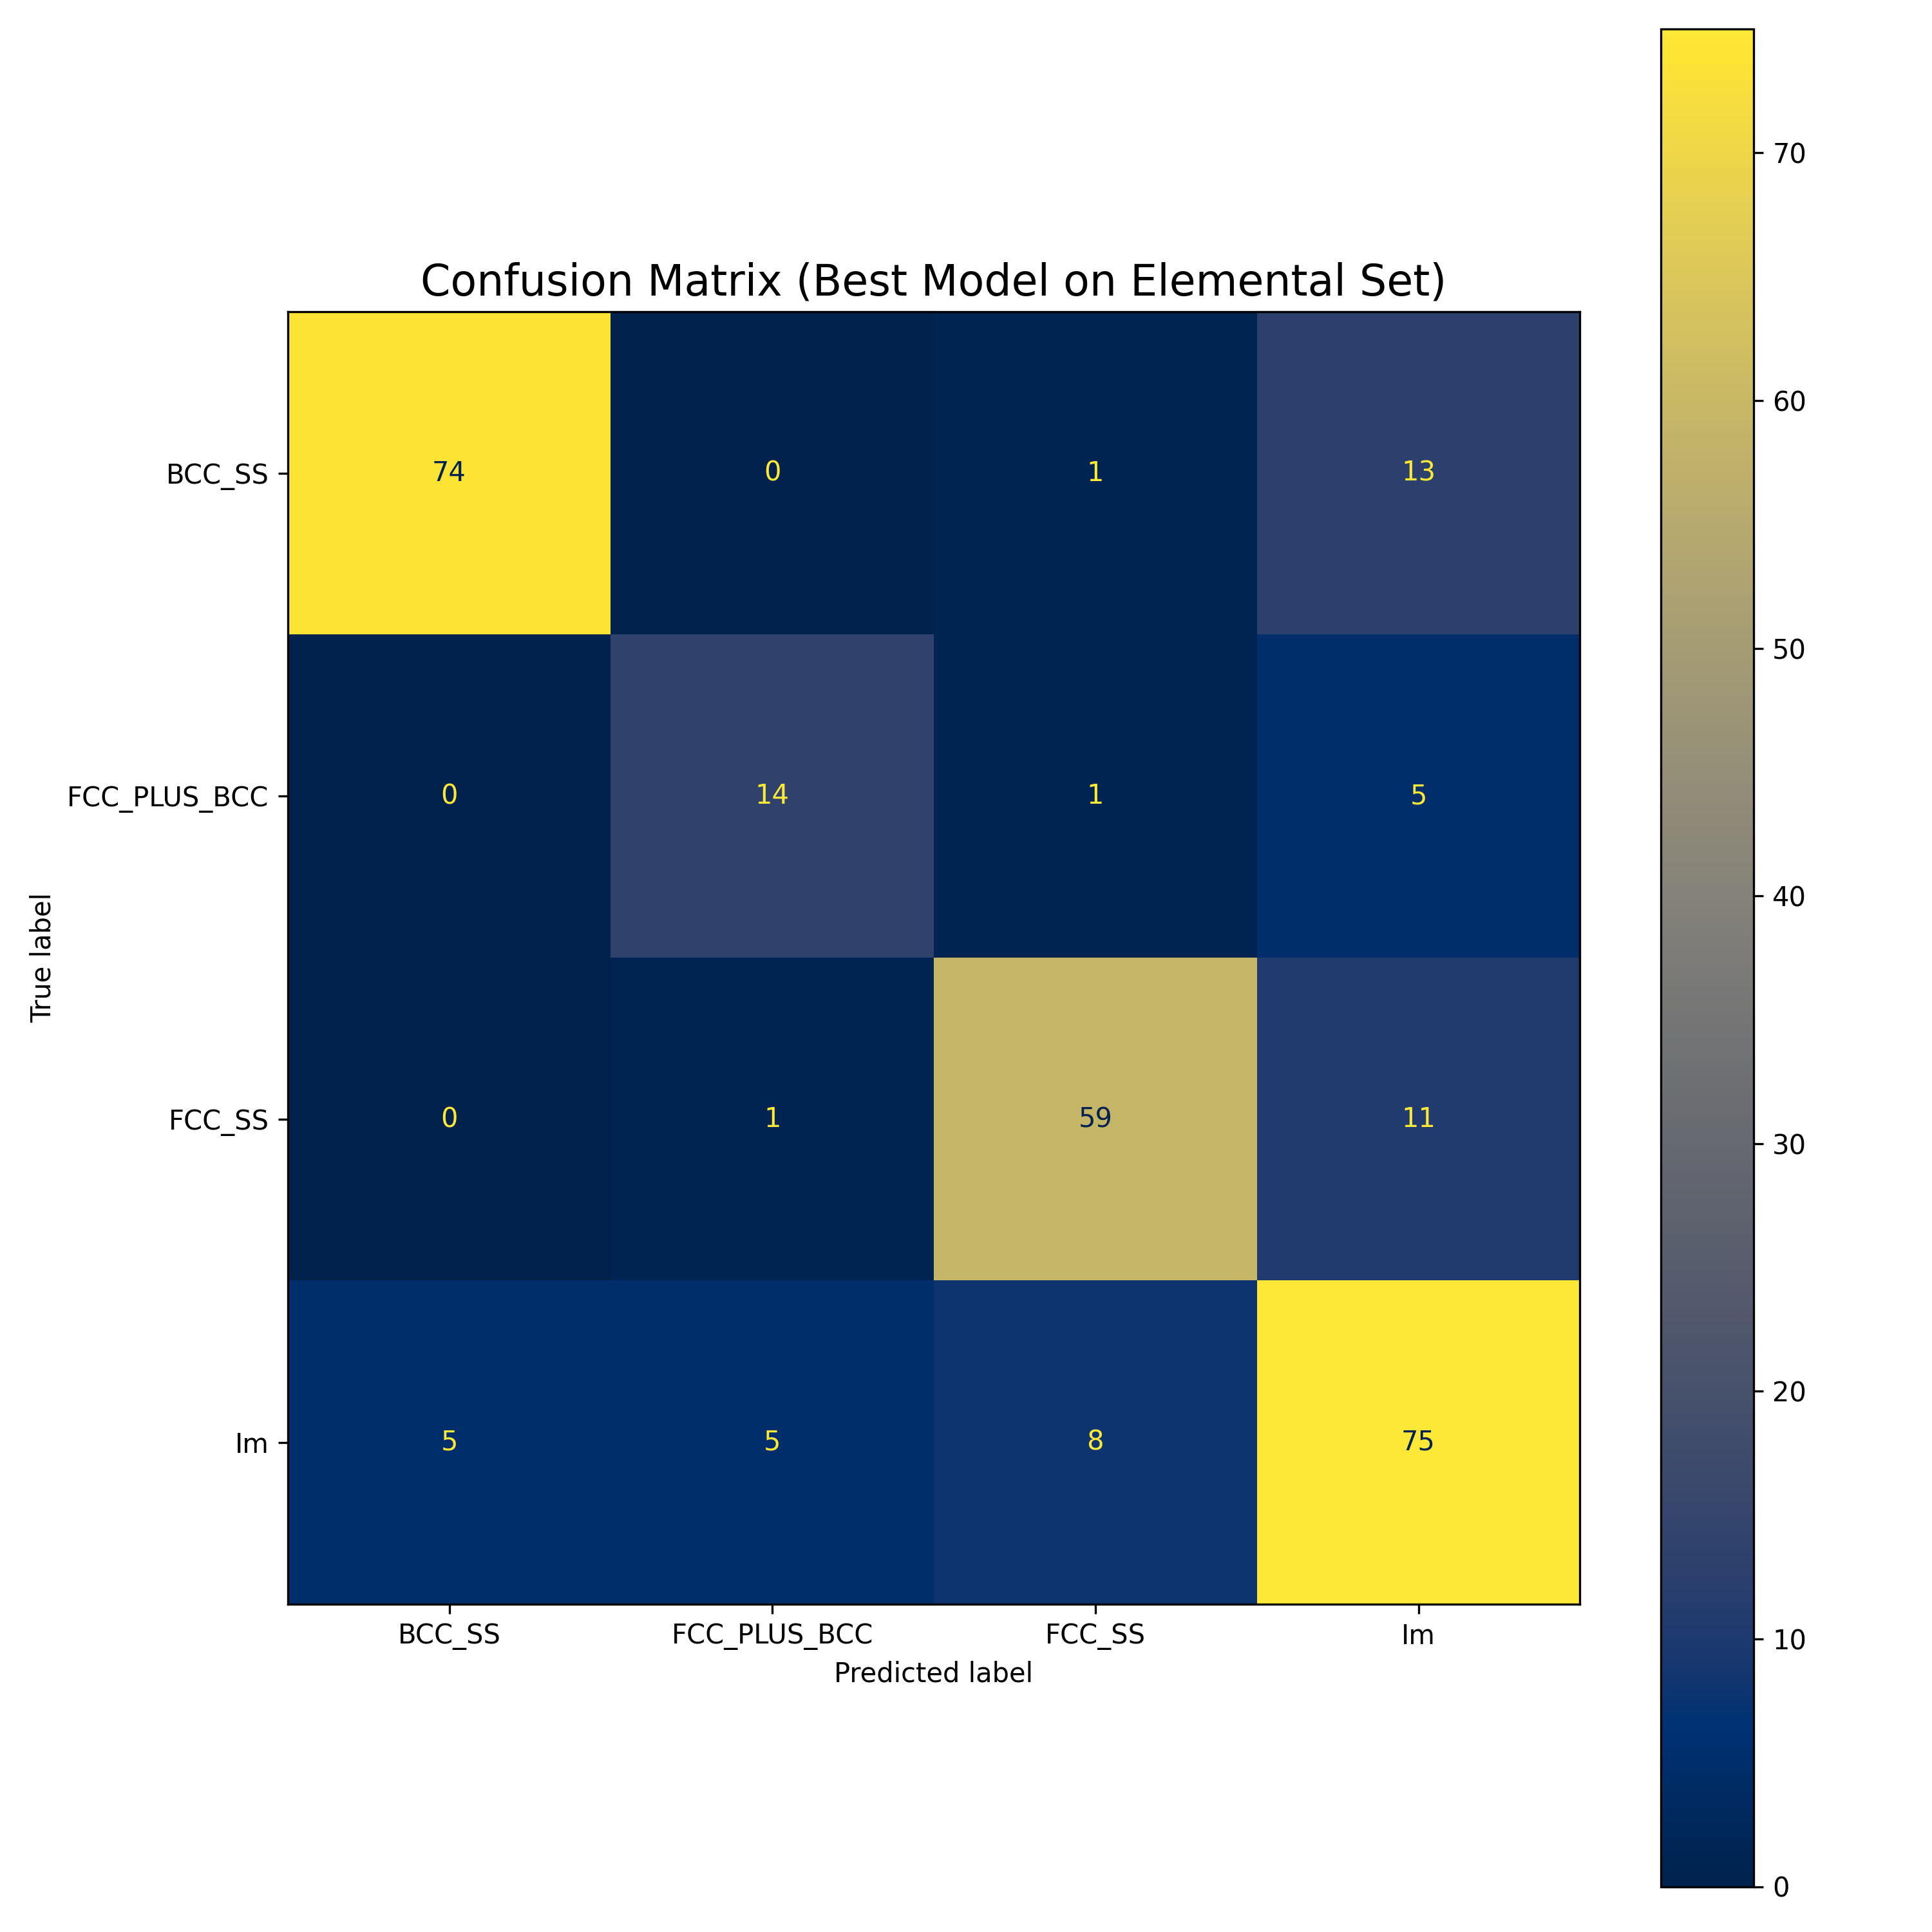 Confusion Matrix (Best Model on Elemental Set)
70
60
50
40
30
20
10
0
True label
BCC_SS
74
0
1
13
FCC_PLUS_BCC
0
14
1
5
FCC_SS
0
1
59
11
Im
5
5
8
75
BCC_SS
FCC_PLUS_BCC
FCC_SS
Im
Predicted label